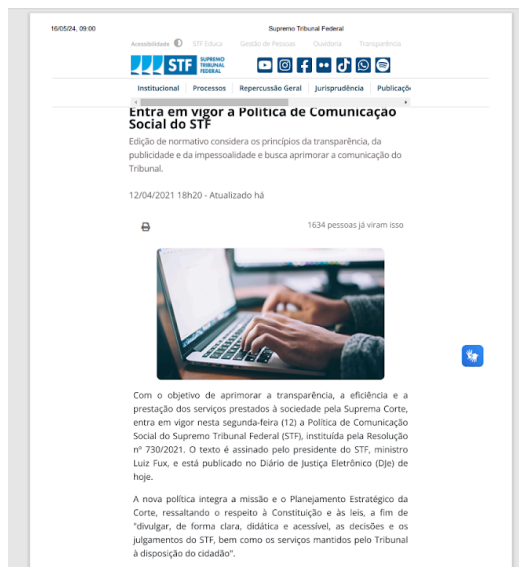 16/05/24, 09:00
Supremo Tribunal Federal
Acessibilidade
STF Educa
Gestão de Pessoas
Ouvidoria
Transparência
STF
SUPREMO
TRIBUNAL
FEDERAL
Institucional
Processos
Repercussão Geral
Jurisprudência
Publicaçõ
Entra em vigor a Política de Comunicação
Social do STF
Edição de normativo considera os princípios da transparência, da
publicidade e da impessoalidade e busca aprimorar a comunicação do
Tribunal.
12/04/2021 18h20 - Atualizado há
1634 pessoas já viram isso
Com o objetivo de aprimorar a transparência, a eficiência e a
prestação dos serviços prestados à sociedade pela Suprema Corte,
entra em vigor nesta segunda-feira (12) a Política de Comunicação
Social do Supremo Tribunal Federal (STF), instituída pela Resolução
nº 730/2021. O texto é assinado pelo presidente do STF, ministro
Luiz Fux, e está publicado no Diário de Justiça Eletrônico (DJe) de
hoje.
A nova política integra a missão e o Planejamento Estratégico da
Corte, ressaltando o respeito à Constituição e às leis, a fim de
"divulgar, de forma clara, didática e acessível, as decisões e os
julgamentos do STF, bem como os serviços mantidos pelo Tribunal
à disposição do cidadão".